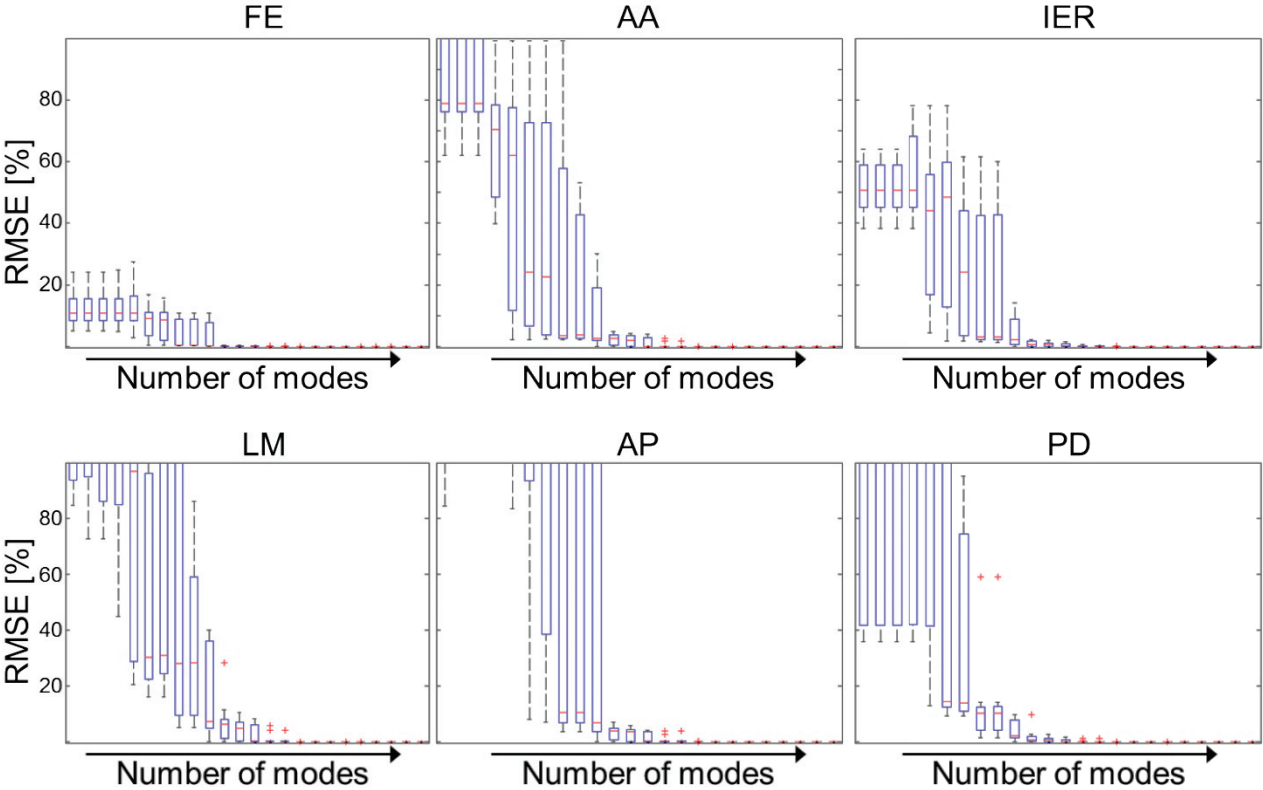 FE AA IER
RMSE [%]
80
60
40
20
Number of modes Number of modes Number of modes
LM AP PD
RMSE [%]
80
60
40
20
Number of modes Number of modes Number of modes